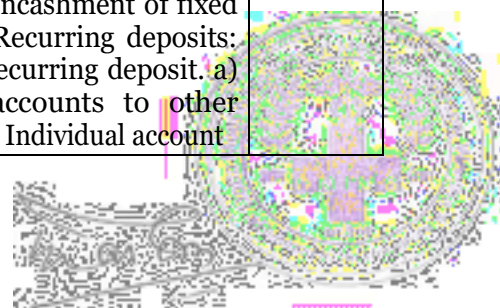 ncashment of fixed
Recurring deposits:
ecurring deposit. a)
accounts to other
Individual account